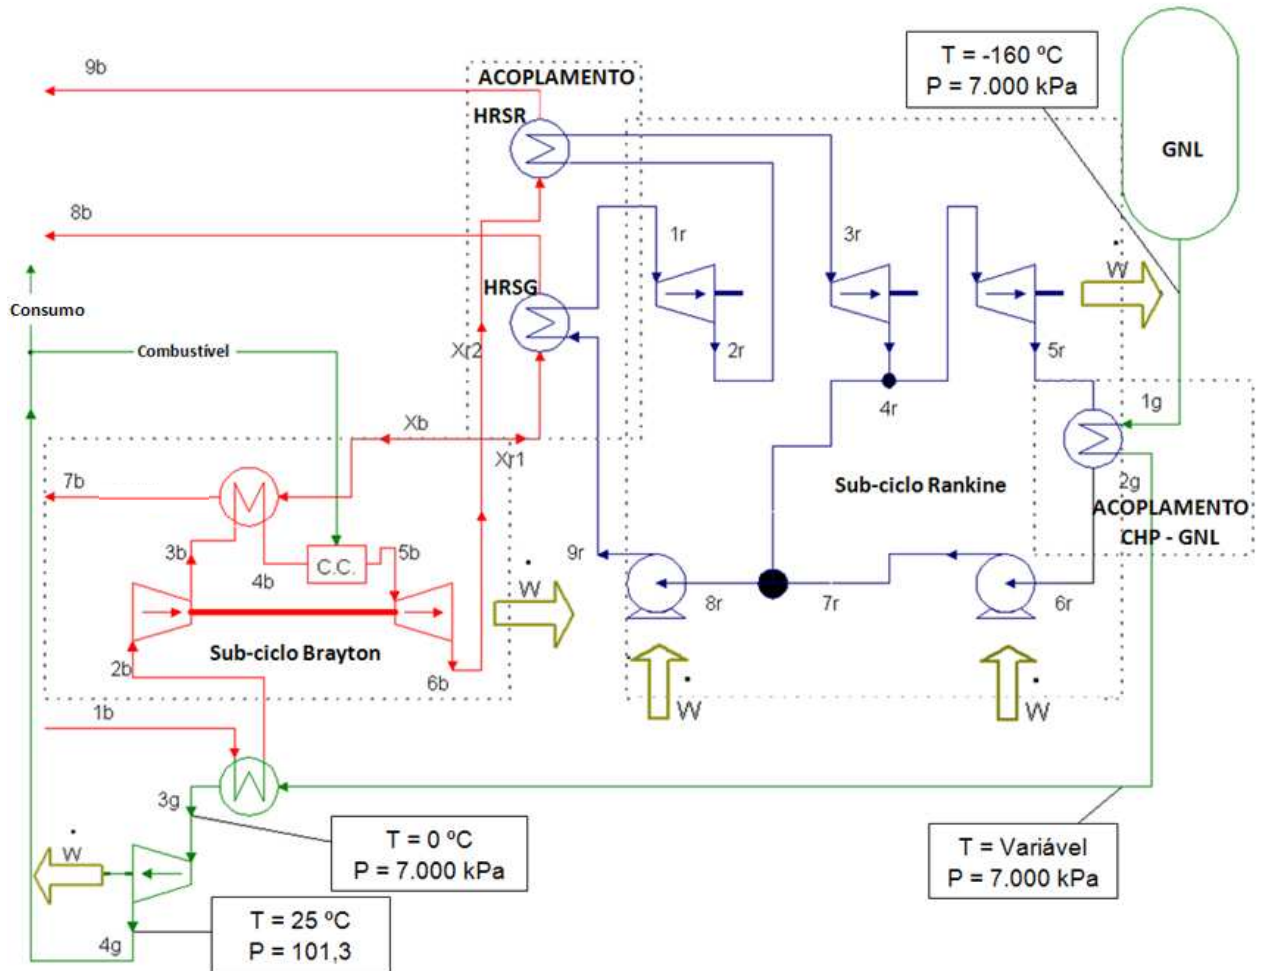 9b
ACOPLAMENTO
HRSR
T = -160 ºC
P = 7.000 kPa
GNL
8b
1r
3r
Ẇ
HRSG
Consumo
Combustível
Xr2
2r
5r
4r
1g
Xb
Xr1
7b
Sub-ciclo Rankine
2g
ACOPLAMENTO
CHP - GNL
3b
4b
C.C.
5b
9r
8r
7r
6r
Ẇ
Sub-ciclo Brayton
2b
6b
1b
Ẇ
Ẇ
3g
T = 0 ºC
P = 7.000 kPa
T = Variável
P = 7.000 kPa
Ẇ
T = 25 ºC
P = 101,3
4g